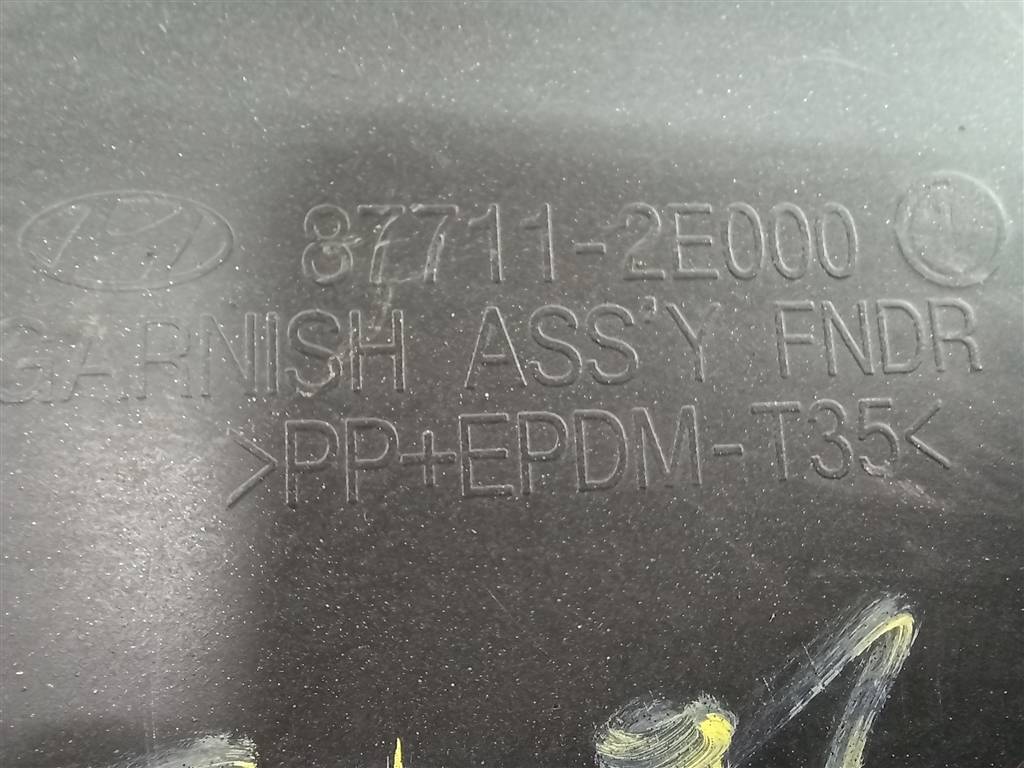 87711-2E000
GARNISH ASS'Y FNDR
>PP+EPDM-T35<